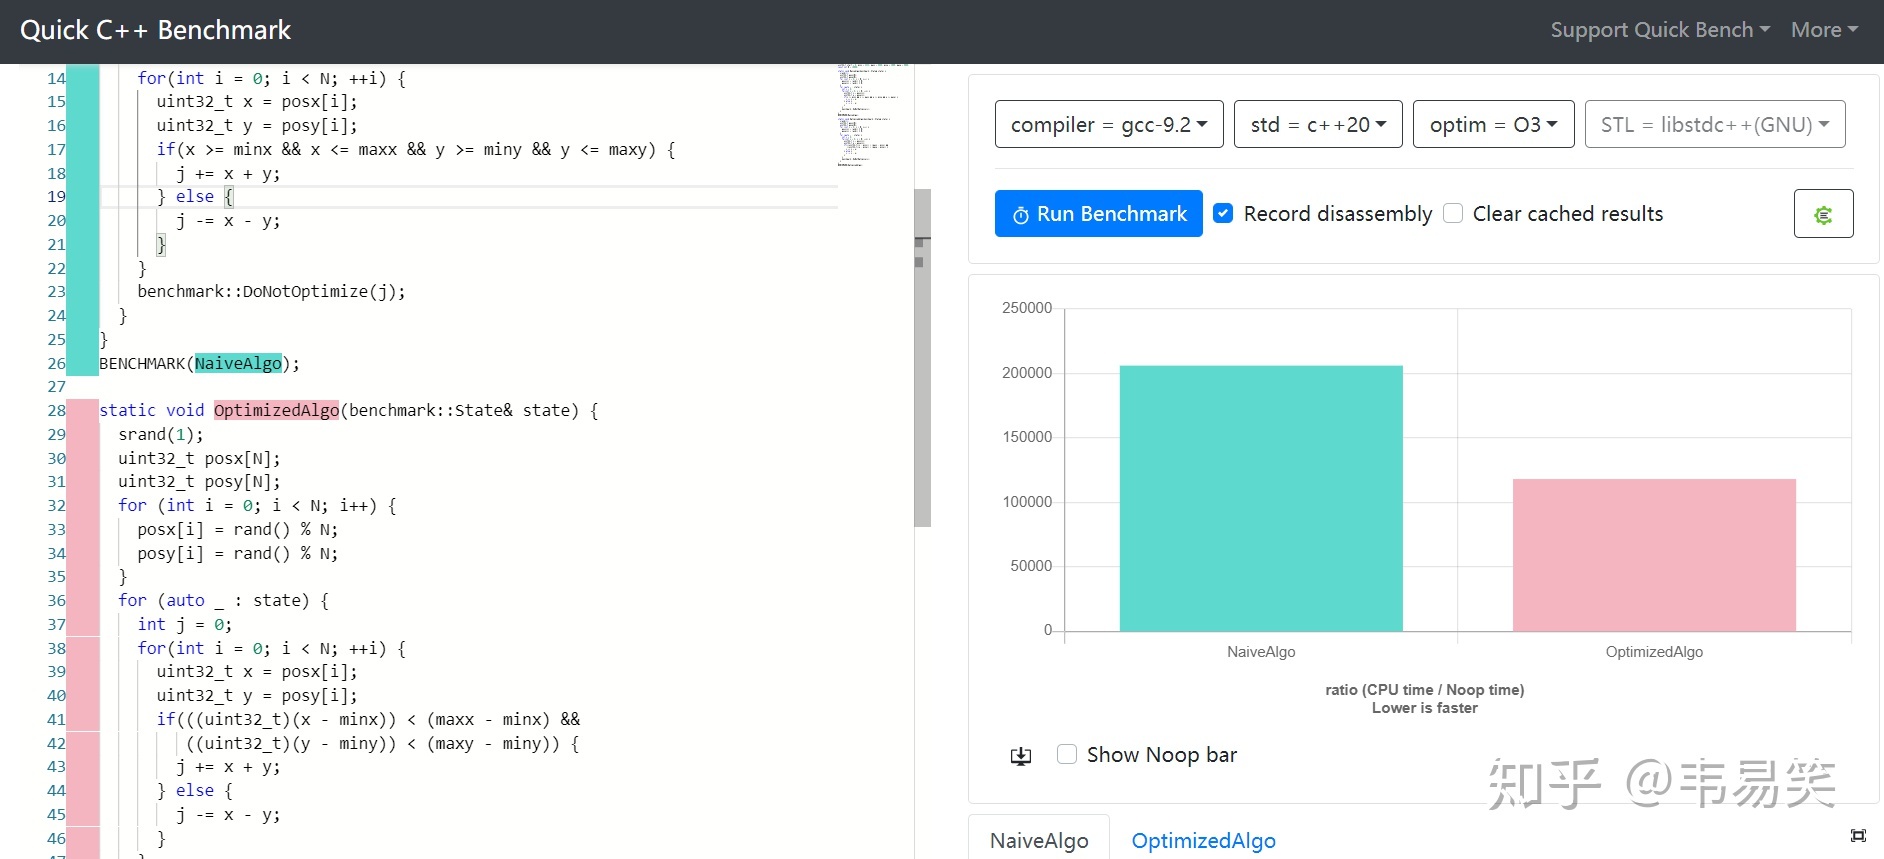 Quick C++ Benchmark
Support Quick Bench
More
14 for(int i = 0; i < N; ++i) {
15 uint32_t x = posx[i];
16 uint32_t y = posy[i];
17 if(x >= minx && x <= maxx && y >= miny && y <= maxy) {
18 j += x + y;
19 } else {
20 j -= x - y;
21 }
22 }
23 benchmark::DoNotOptimize(j);
24 }
25 }
26 BENCHMARK(NaiveAlgo);
27
28 static void OptimizedAlgo(benchmark::State& state) {
29 srand(1);
30 uint32_t posx[N];
31 uint32_t posy[N];
32 for (int i = 0; i < N; i++) {
33 posx[i] = rand() % N;
34 posy[i] = rand() % N;
35 }
36 for (auto _ : state) {
37 int j = 0;
38 for(int i = 0; i < N; ++i) {
39 uint32_t x = posx[i];
40 uint32_t y = posy[i];
41 if(((uint32_t)(x - minx)) < (maxx - minx) &&
42 ((uint32_t)(y - miny)) < (maxy - miny)) {
43 j += x + y;
44 } else {
45 j -= x - y;
46 }
compiler = gcc-9.2
std = c++20
optim = O3
STL = libstdc++(GNU)
Run Benchmark
Record disassembly
Clear cached results
250000
200000
150000
100000
50000
0
NaiveAlgo
OptimizedAlgo
ratio (CPU time / Noop time)
Lower is faster
Show Noop bar
知乎 @韦易笑
NaiveAlgo
OptimizedAlgo